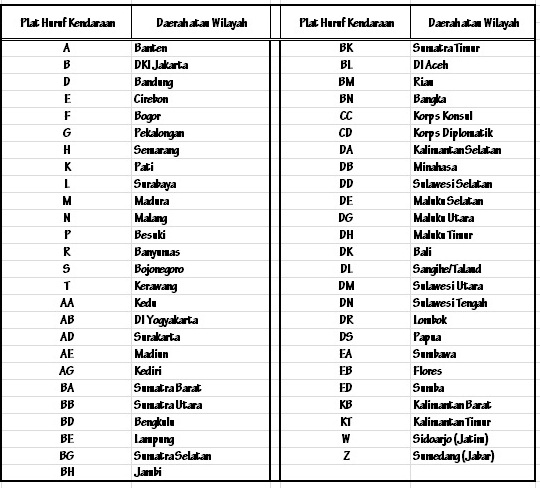 Plat Huruf Kendaraan Daerah atau Wilayah Plat Huruf Kendaraan Daerah atau Wilayah
A Banten BK Sumatra Timur
B DKI Jakarta BL DI Aceh
D Bandung BM Riau
E Cirebon BN Bangka
F Bogor CC Korps Konsul
G Pekalongan CD Korps Diplomatik
H Semarang DA Kalimantan Selatan
K Pati DB Minahasa
L Surabaya DD Sulawesi Selatan
M Madura DE Maluku Selatan
N Malang DG Maluku Utara
P Besuki DH Maluku Timur
R Banyumas DK Bali
S Bojonegoro DL Sangihe/Talaud
T Kerawang DM Sulawesi Utara
AA Kedu DN Sulawesi Tengah
AB DI Yogyakarta DR Lombok
AD Surakarta DS Papua
AE Madiun EA Sumbawa
AG Kediri EB Flores
BA Sumatra Barat ED Sumba
BB Sumatra Utara KB Kalimantan Barat
BD Bengkulu KT Kalimantan Timur
BE Lampung W Sidoarjo (Jatim)
BG Sumatra Selatan Z Sumedang (Jabar)
BH Jambi